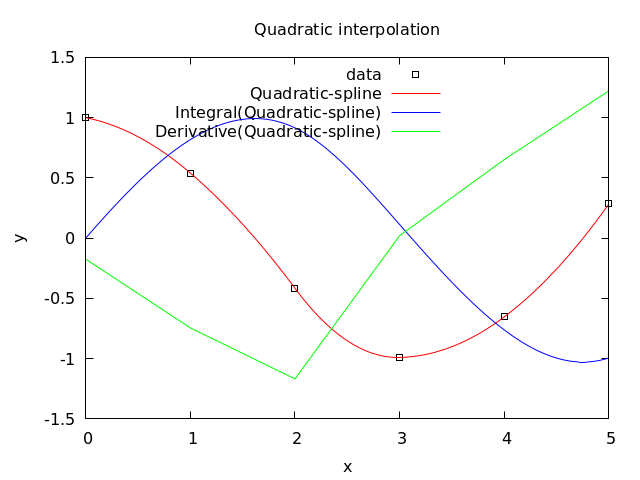 Quadratic interpolation
1.5
1
0.5
0
-0.5
-1
-1.5
y
data
Quadratic-spline
Integral(Quadratic-spline)
Derivative(Quadratic-spline)
0 1 2 3 4 5
x